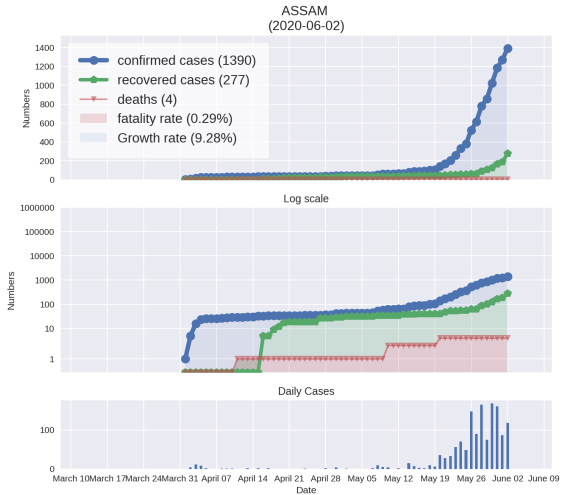 ASSAM
(2020-06-02)
1400
1200
1000
800
600
400
200
0
Numbers
confirmed cases (1390)
recovered cases (277)
deaths (4)
fatality rate (0.29%)
Growth rate (9.28%)
Log scale
1000000
100000
10000
1000
100
10
1
Numbers
Daily Cases
100
0
March 10 March 17 March 24 March 31 April 07 April 14 April 21 April 28 May 05 May 12 May 19 May 26 June 02 June 09
Date